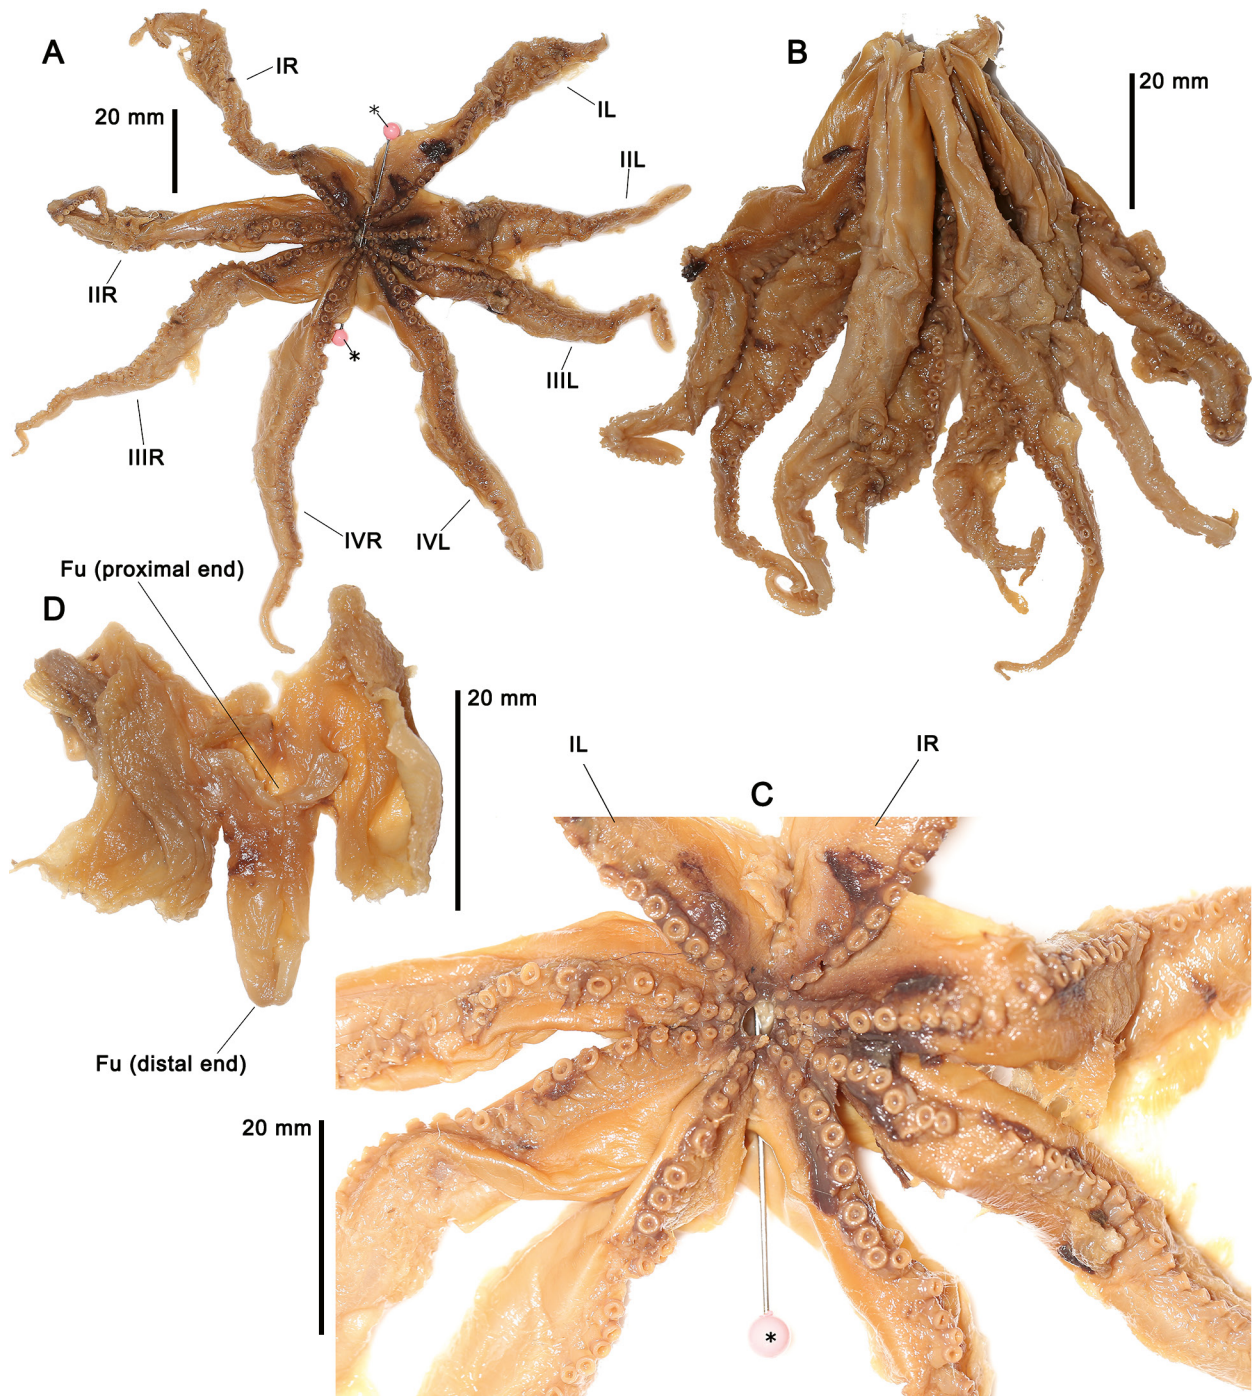 A
IR
*
IL
B
20 mm
20 mm
IIL
IIR
*
IIIL
IIIR
IVR
IVL
Fu (proximal end)
D
20 mm
IL
IR
C
Fu (distal end)
20 mm
*